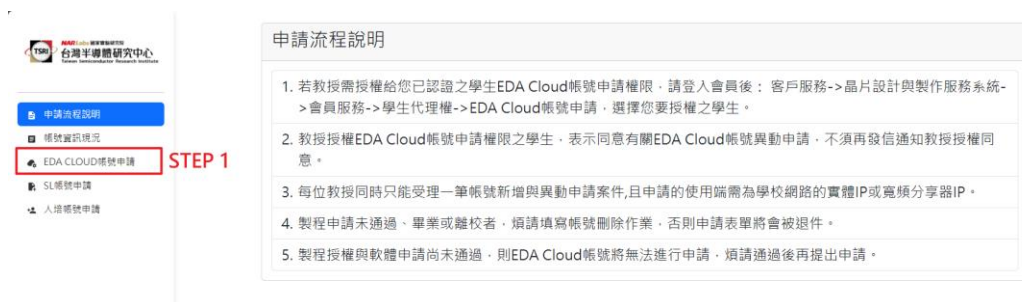 NARLabs 國家實驗研究院
TSRI
台灣半導體研究中心
Taiwan Semiconductor Research Institute
申請流程說明
帳號資訊現況
EDA CLOUD帳號申請
STEP 1
SL帳號申請
人培帳號申請
申請流程說明
1. 若教授需授權給您已認證之學生EDA Cloud帳號申請權限，請登入會員後： 客戶服務->晶片設計與製作服務系統-
>會員服務->學生代理權->EDA Cloud帳號申請，選擇您要授權之學生。
2. 教授授權EDA Cloud帳號申請權限之學生，表示同意有關EDA Cloud帳號異動申請，不須再發信通知教授授權同
意。
3. 每位教授同時只能受理一筆帳號新增與異動申請案件,且申請的使用端需為學校網路的實體IP或寬頻分享器IP。
4. 製程申請未通過、畢業或離校者，煩請填寫帳號刪除作業，否則申請表單將會被退件。
5. 製程授權與軟體申請尚未通過，則EDA Cloud帳號將無法進行申請，煩請通過後再提出申請。